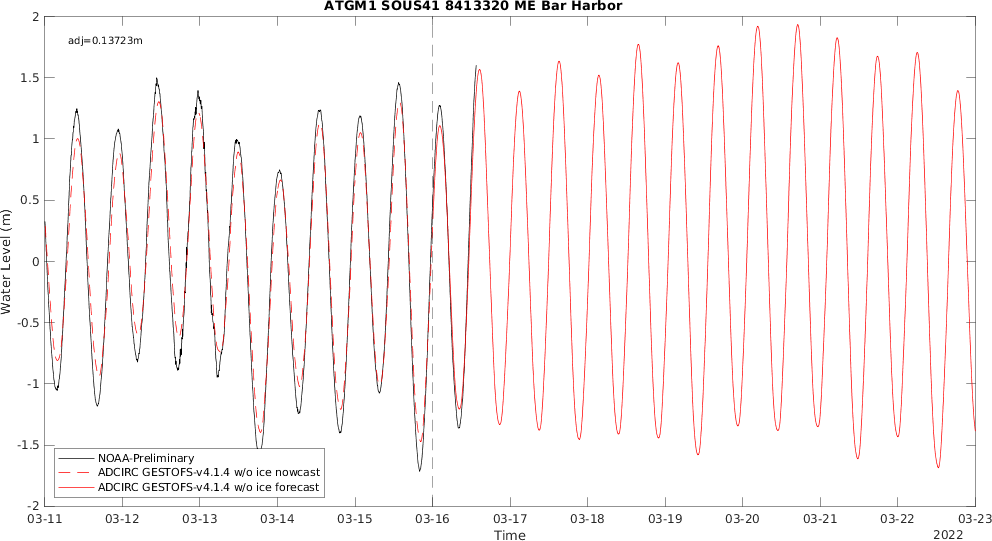 ATGM1 SOUS41 8413320 ME Bar Harbor
adj=0.13723m
2
1.5
1
0.5
0
-0.5
-1
-1.5
-2
Water Level (m)
NOAA-Preliminary
ADCIRC GESTOFS-v4.1.4 w/o ice nowcast
ADCIRC GESTOFS-v4.1.4 w/o ice forecast
03-11 03-12 03-13 03-14 03-15 03-16 03-17 03-18 03-19 03-20 03-21 03-22 03-23
Time
2022